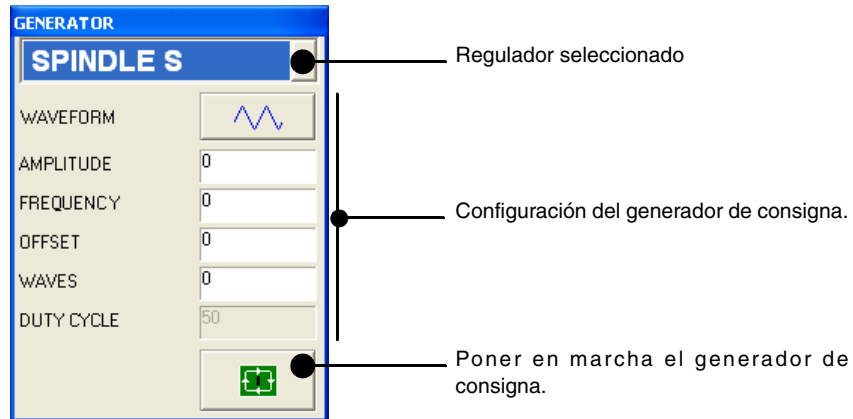 GENERATOR
SPINDLE S
Regulador seleccionado
WAVEFORM
AMPLITUDE 0
FREQUENCY 0
Configuración del generador de consigna.
OFFSET 0
WAVES 0
DUTY CYCLE 50
Poner en marcha el generador de
consigna.